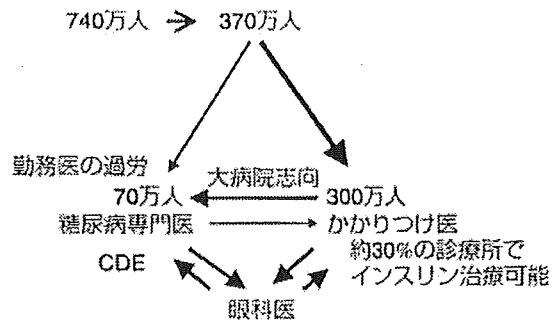 740万人 370万人
勤務医の過労
大病院志向
70万人 300万人
糖尿病専門医 かかりつけ医
CDE 約30%の診療所で
インスリン治療可能
眼科医